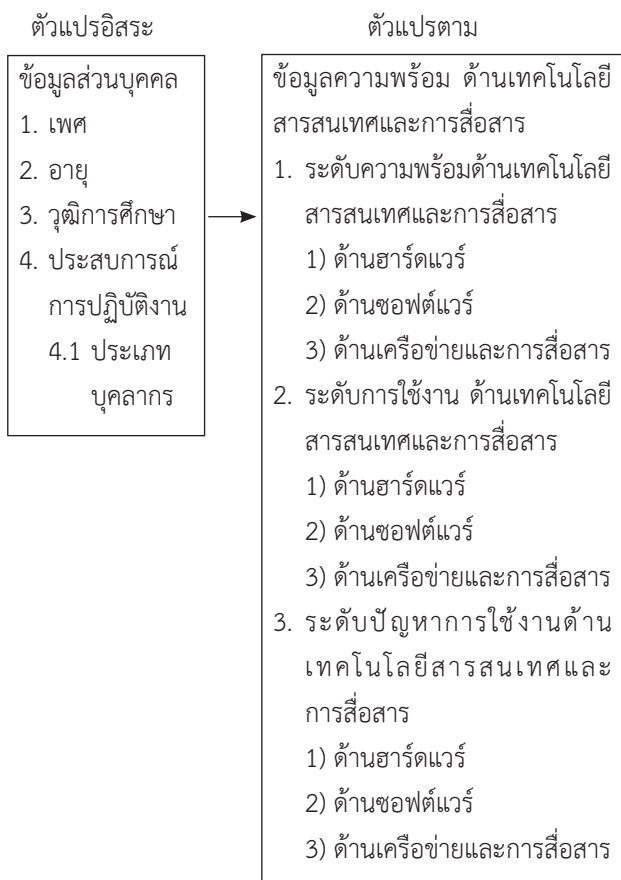 ตัวแปรอิสระ
ข้อมูลส่วนบุคคล
1. เพศ
2. อายุ
3. วุฒิการศึกษา
4. ประสบการณ์
การปฏิบัติงาน
4.1 ประเภท
บุคลากร
ตัวแปรตาม
ข้อมูลความพร้อม ด้านเทคโนโลยี
สารสนเทศและการสื่อสาร
1. ระดับความพร้อมด้านเทคโนโลยี
สารสนเทศและการสื่อสาร
1) ด้านฮาร์ดแวร์
2) ด้านซอฟต์แวร์
3) ด้านเครือข่ายและการสื่อสาร
2. ระดับการใช้งาน ด้านเทคโนโลยี
สารสนเทศและการสื่อสาร
1) ด้านฮาร์ดแวร์
2) ด้านซอฟต์แวร์
3) ด้านเครือข่ายและการสื่อสาร
3. ระดับปัญหาการใช้งานด้าน
เทคโนโลยีสารสนเทศและ
การสื่อสาร
1) ด้านฮาร์ดแวร์
2) ด้านซอฟต์แวร์
3) ด้านเครือข่ายและการสื่อสาร